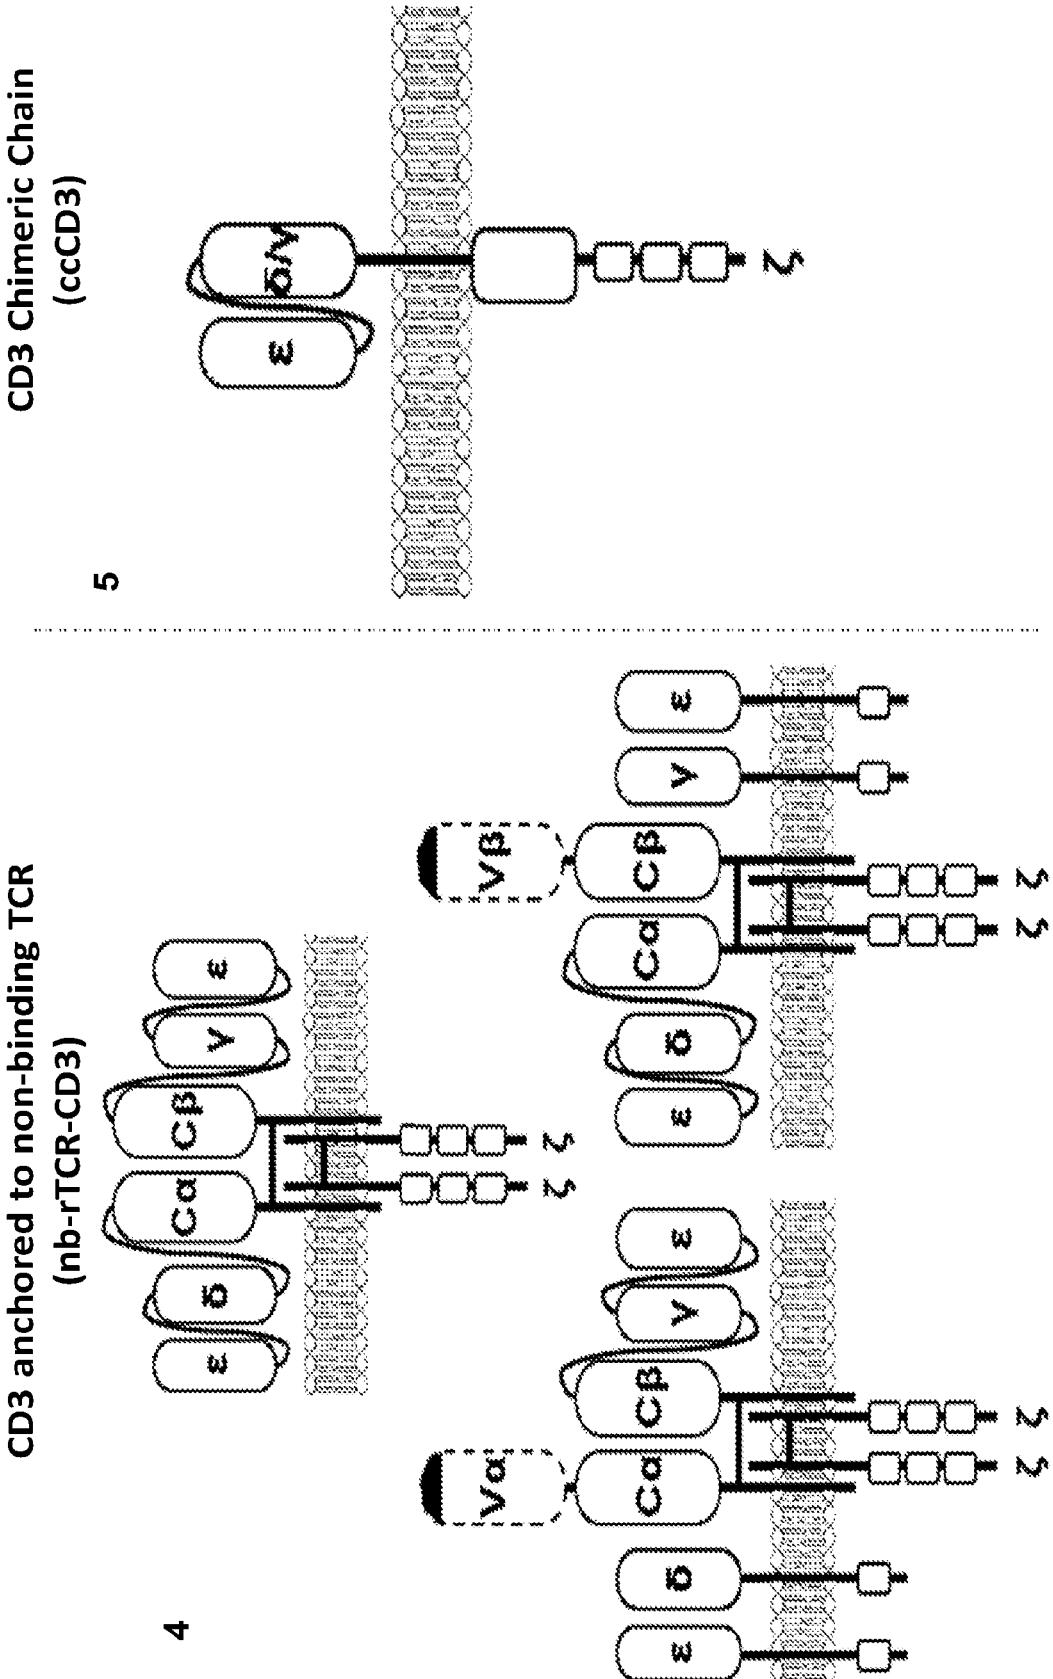 CD3 anchored to non-binding TCR
(nb-rTCR-CD3)
4
ε δ Cα Cβ γ ε
ζ ζ
Vα
ε δ Cα Cβ γ ε
ζ ζ
Vβ
ε δ Cα Cβ γ ε
ζ ζ
CD3 Chimeric Chain
(ccCD3)
5
ε δ/γ
ζ